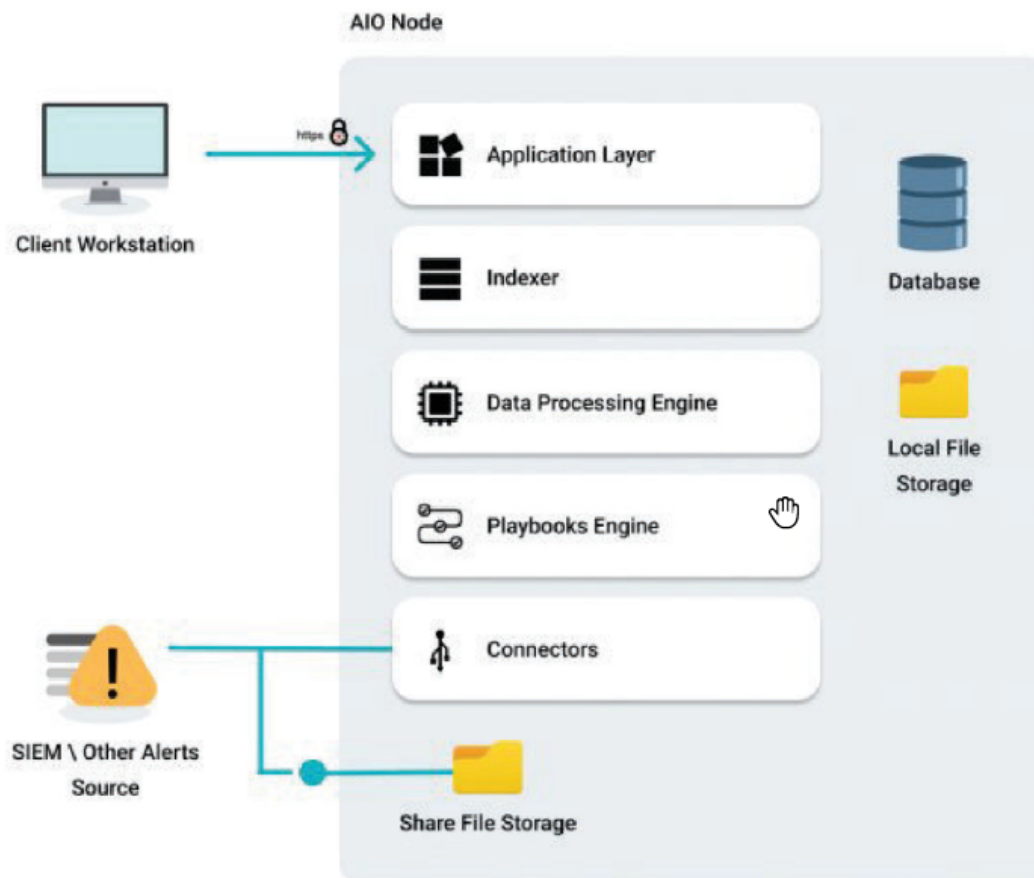 AIO Node
https
Application Layer
Client Workstation
Indexer
Database
Data Processing Engine
Local File
Storage
Playbooks Engine
Connectors
SIEM \ Other Alerts
Source
Share File Storage